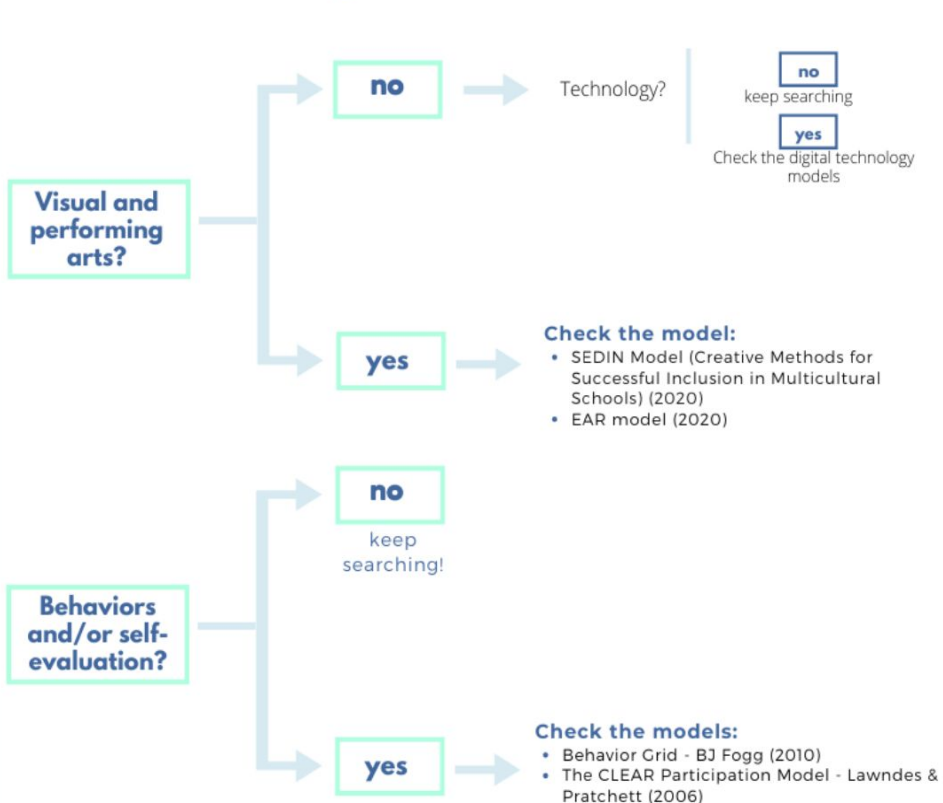 no
Technology?
no
keep searching
yes
Check the digital technology
models
Visual and
performing
arts?
yes
Check the model:
• SEDIN Model (Creative Methods for
Successful Inclusion in Multicultural
Schools) (2020)
• EAR model (2020)
no
keep
searching!
Behaviors
and/or self-
evaluation?
yes
Check the models:
• Behavior Grid - BJ Fogg (2010)
• The CLEAR Participation Model - Lawndes &
Pratchett (2006)